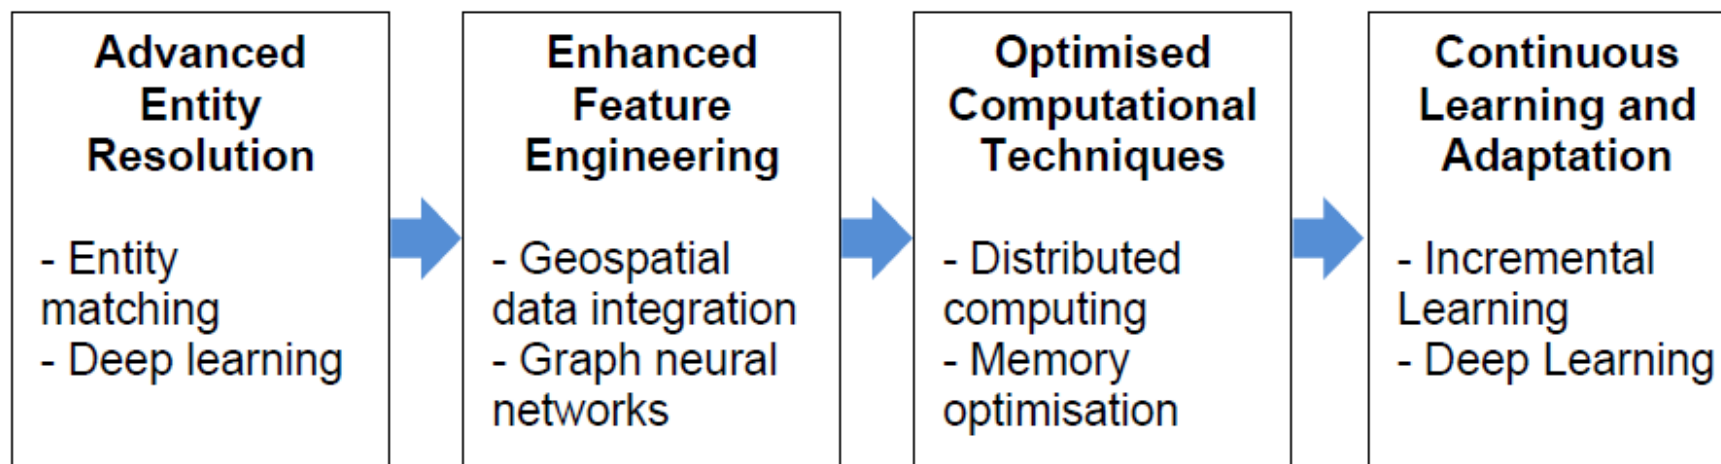 Advanced
Entity
Resolution
- Entity
matching
- Deep learning
Enhanced
Feature
Engineering
- Geospatial
data integration
- Graph neural
networks
Optimised
Computational
Techniques
- Distributed
computing
- Memory
optimisation
Continuous
Learning and
Adaptation
- Incremental
Learning
- Deep Learning